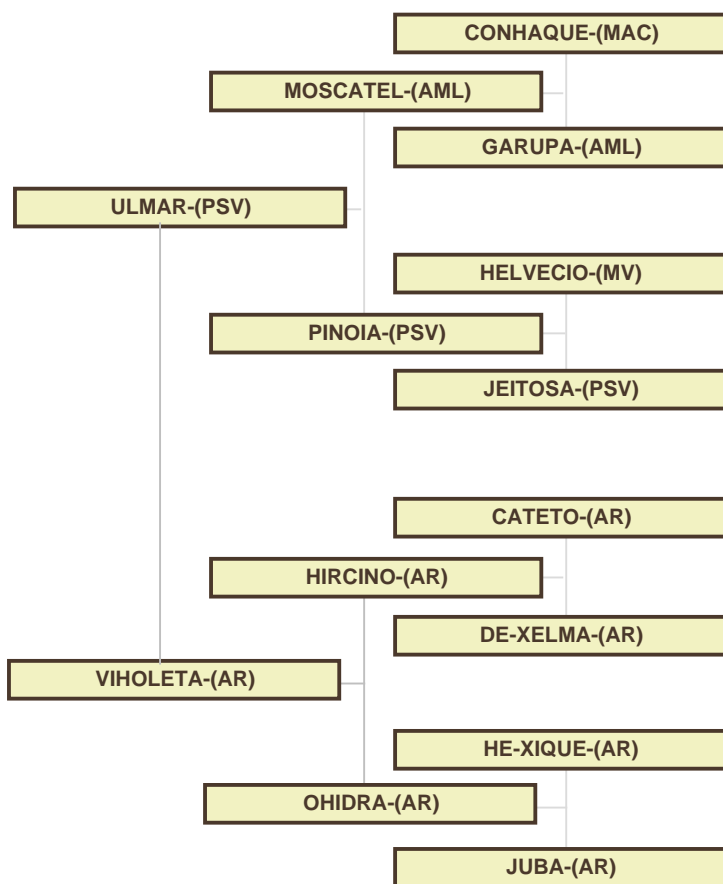 CONHAQUE-(MAC)
MOSCATEL-(AML)
GARUPA-(AML)
ULMAR-(PSV)
HELVECIO-(MV)
PINOIA-(PSV)
JEITOSA-(PSV)
CATETO-(AR)
HIRCINO-(AR)
DE-XELMA-(AR)
VIHOLETA-(AR)
HE-XIQUE-(AR)
OHIDRA-(AR)
JUBA-(AR)